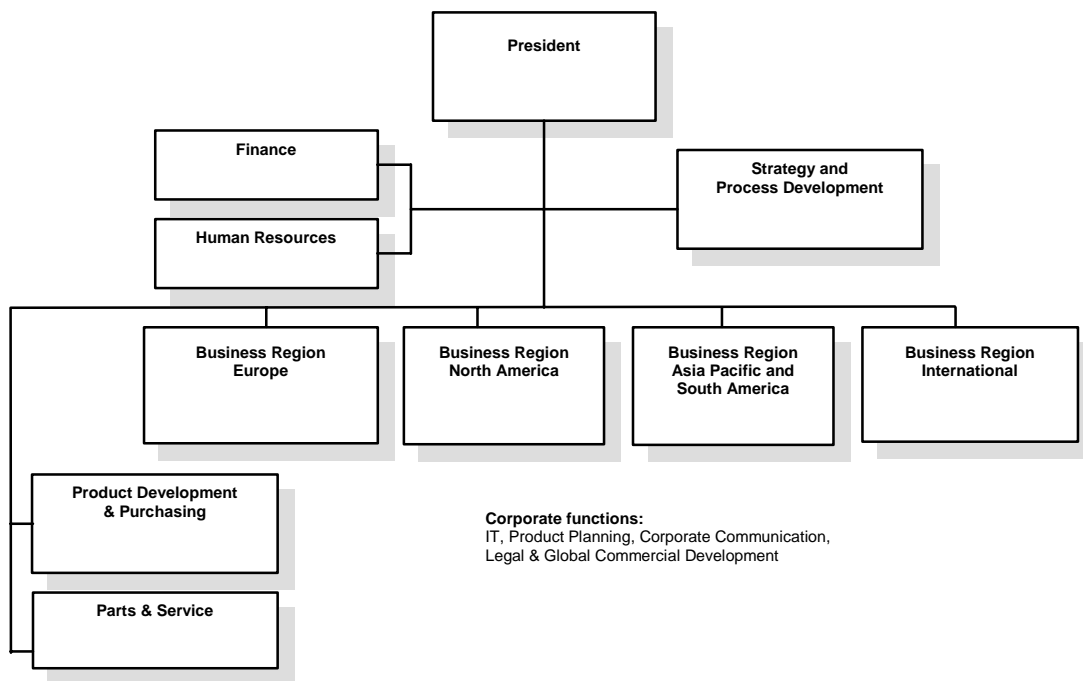 President
Finance
Strategy and
Process Development
Human Resources
Business Region
Europe
Business Region
North America
Business Region
Asia Pacific and
South America
Business Region
International
Product Development
& Purchasing
Corporate functions:
IT, Product Planning, Corporate Communication,
Legal & Global Commercial Development
Parts & Service